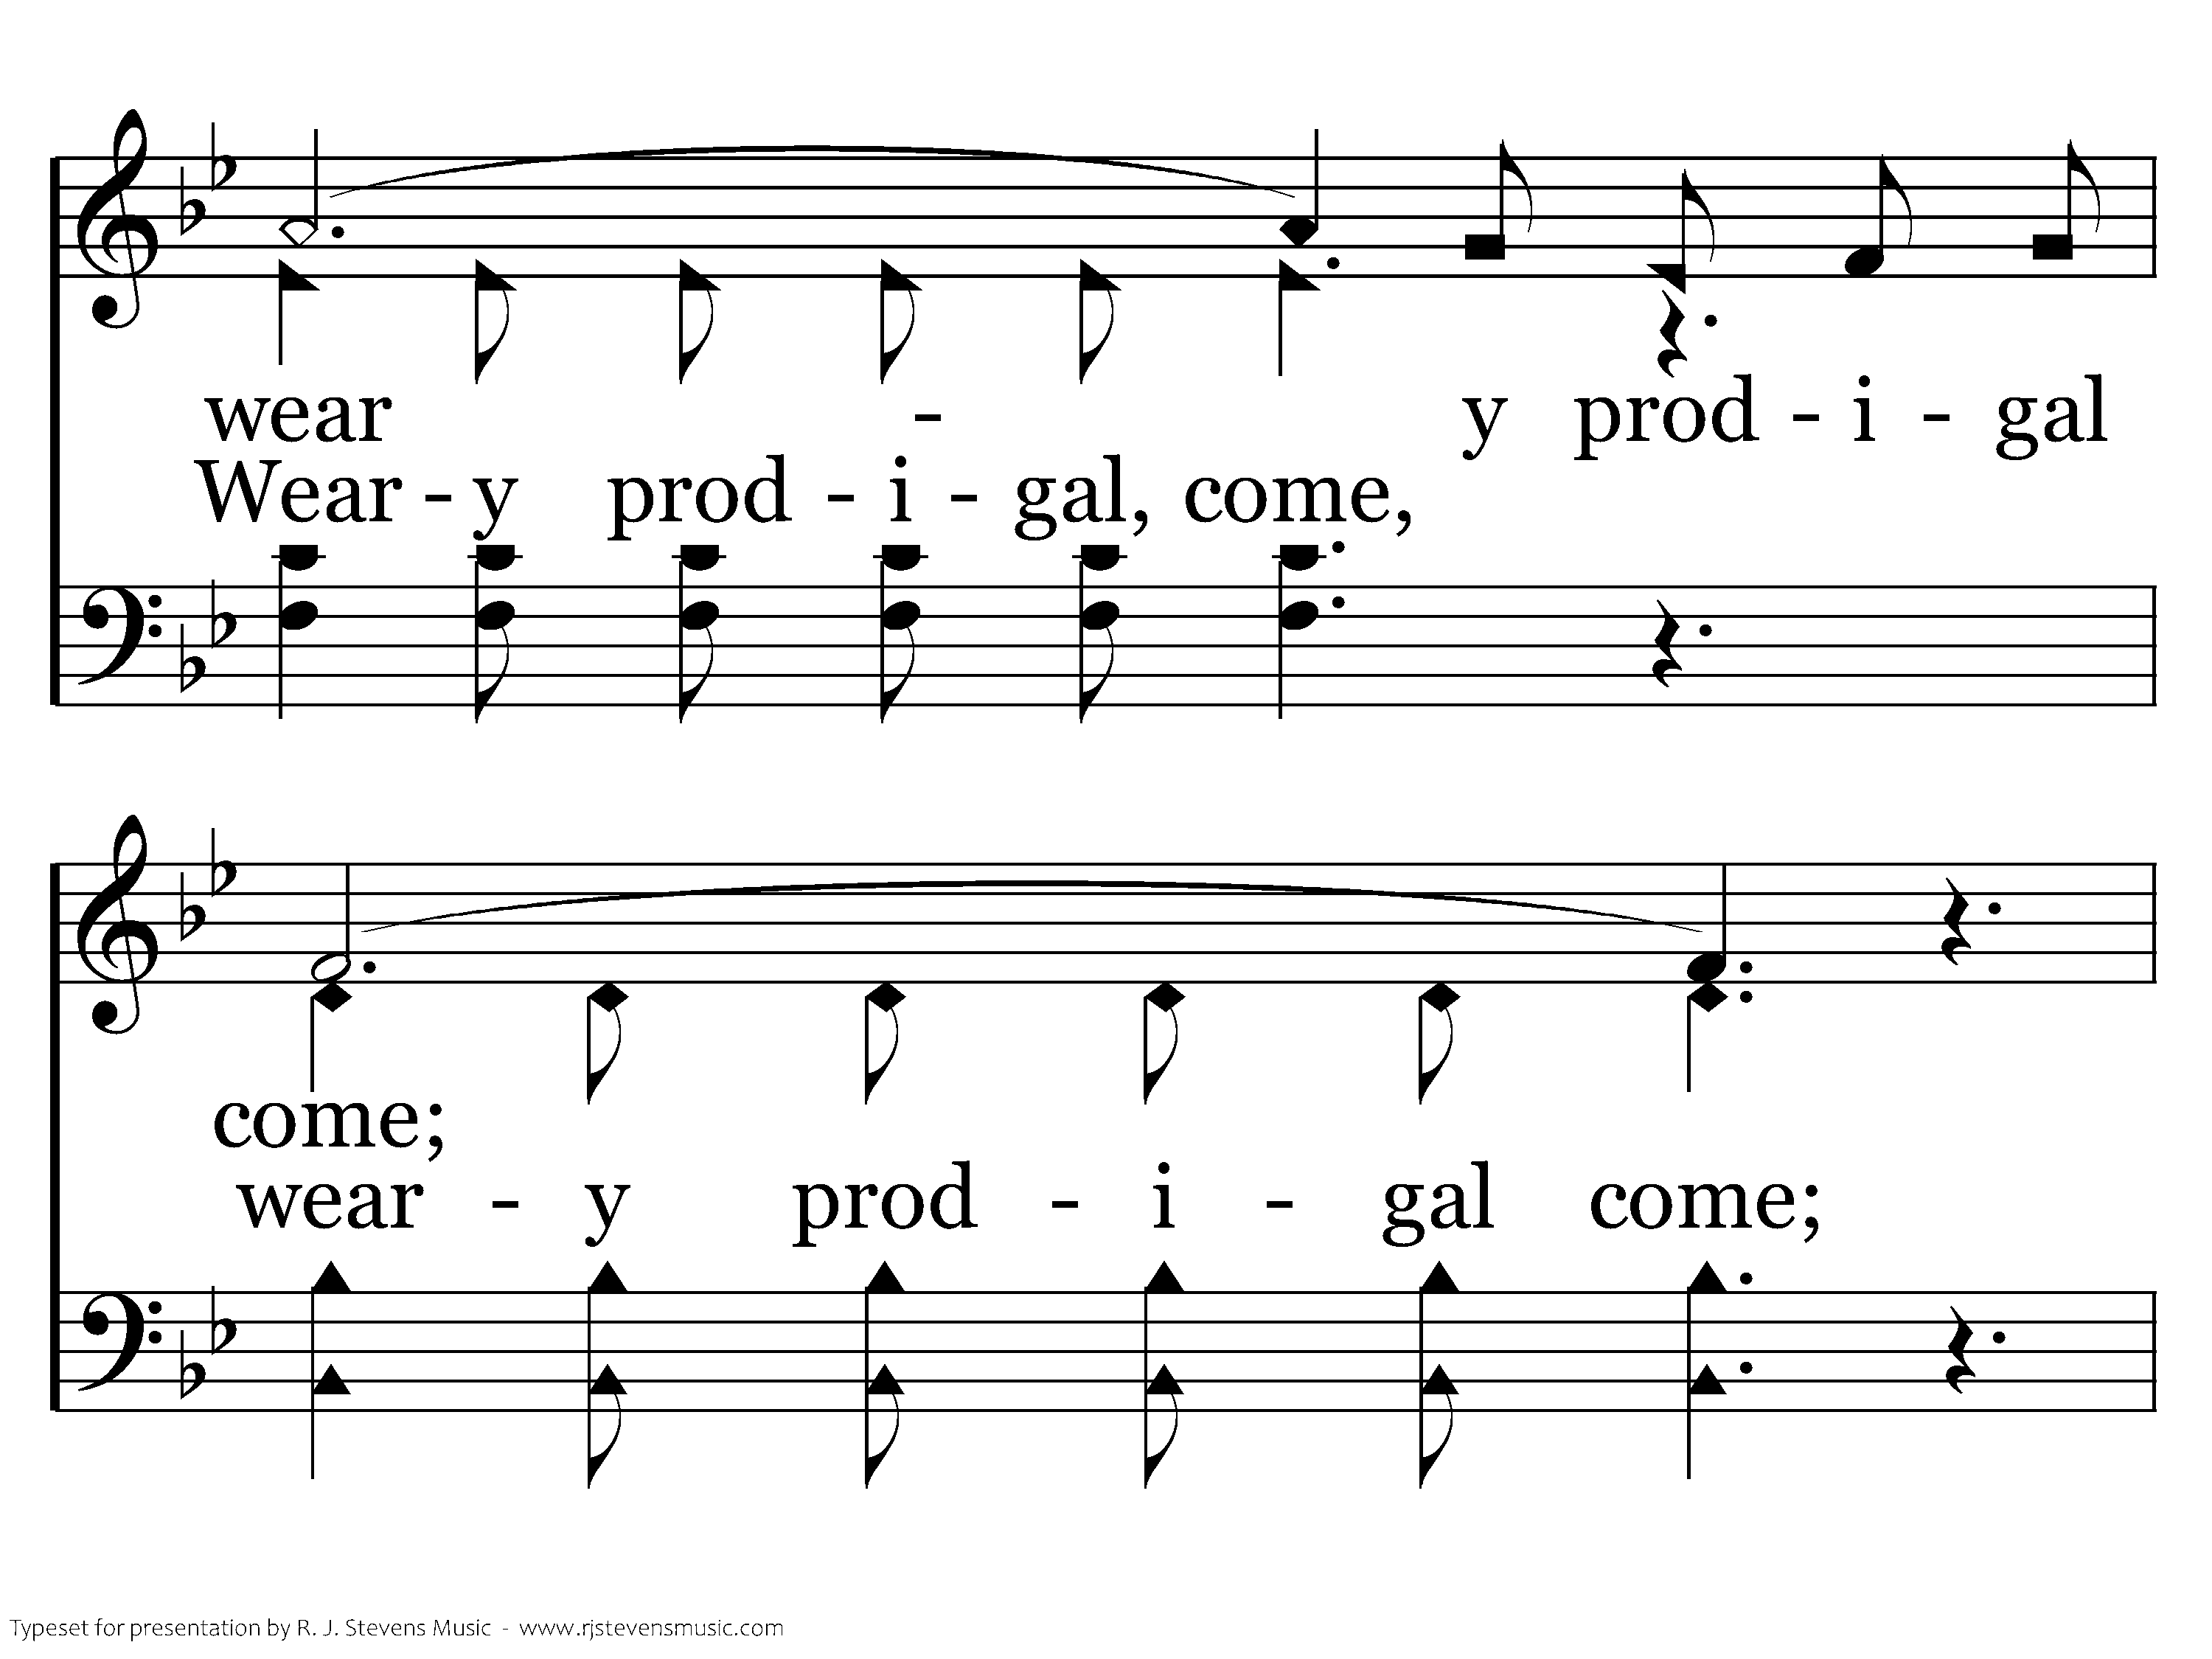 wear - y prod - i - gal
Wear - y prod - i - gal, come,
come;
wear - y prod - i - gal come;
Typeset for presentation by R. J. Stevens Music - www.rjstevensmusic.com